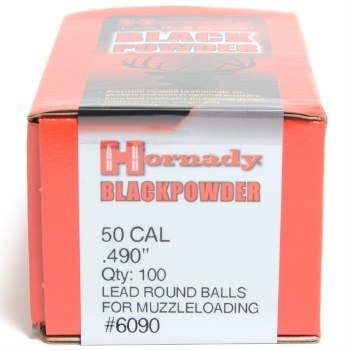 BLACK
POWDER
Hornady
BLACKPOWDER
50 CAL
.490"
Qty: 100
LEAD ROUND BALLS
FOR MUZZLELOADING
#6090